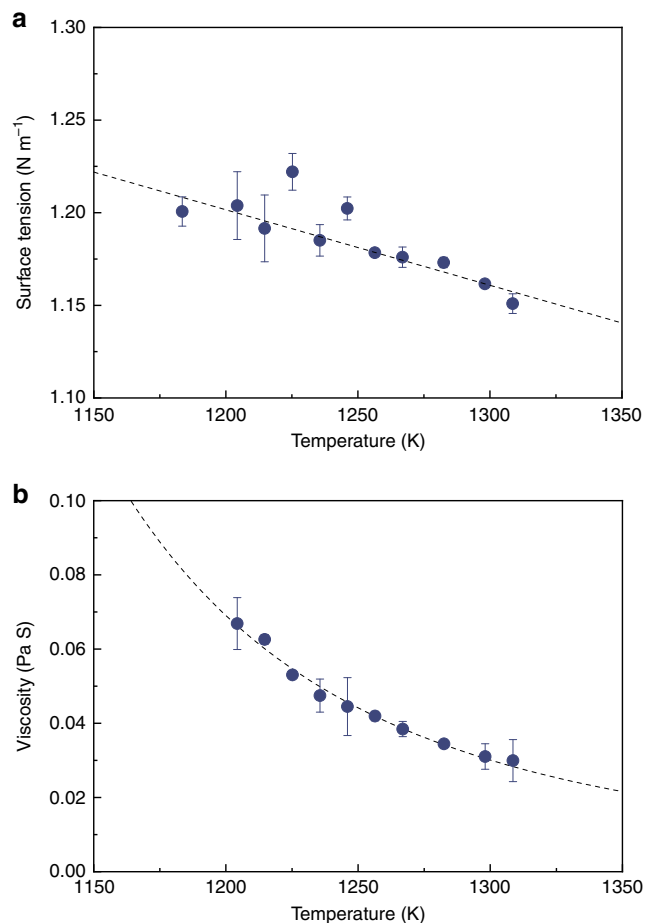 a
1.30
1.25
1.20
1.15
1.10
Surface tension (N m⁻¹)
1150 1200 1250 1300 1350
Temperature (K)
b
0.10
0.08
0.06
0.04
0.02
0.00
Viscosity (Pa S)
1150 1200 1250 1300 1350
Temperature (K)